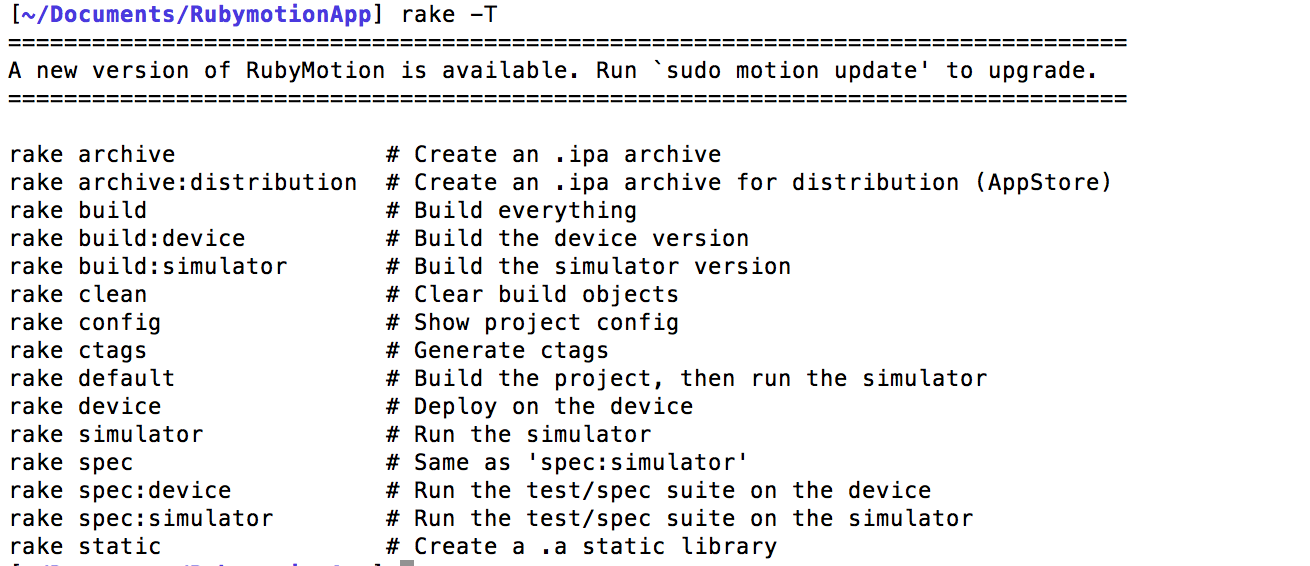 [~/Documents/RubymotionApp] rake -T
================================================================================
A new version of RubyMotion is available. Run `sudo motion update' to upgrade.
================================================================================
rake archive # Create an .ipa archive
rake archive:distribution # Create an .ipa archive for distribution (AppStore)
rake build # Build everything
rake build:device # Build the device version
rake build:simulator # Build the simulator version
rake clean # Clear build objects
rake config # Show project config
rake ctags # Generate ctags
rake default # Build the project, then run the simulator
rake device # Deploy on the device
rake simulator # Run the simulator
rake spec # Same as 'spec:simulator'
rake spec:device # Run the test/spec suite on the device
rake spec:simulator # Run the test/spec suite on the simulator
rake static # Create a .a static library